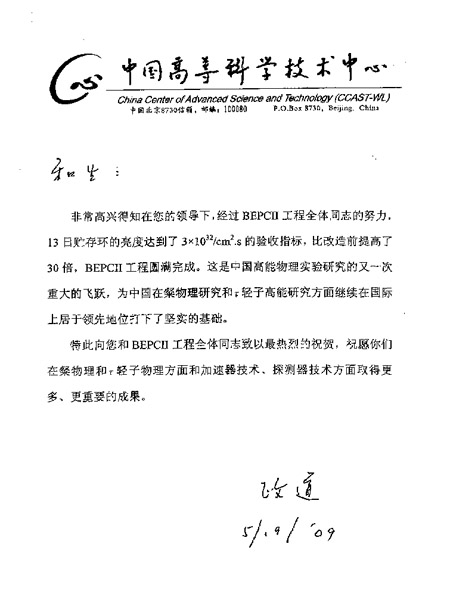 中国高等科学技术中心
China Center of Advanced Science and Technology (CCAST-WL)
中国北京8730信箱，邮编：100080 P.O.Box 8730, Beijing, China
和生：
非常高兴得知在您的领导下，经过 BEPCII 工程全体同志的努力，
13 日贮存环的亮度达到了 3×10³²/cm².s 的验收指标，比改造前提高了
30 倍，BEPCII 工程圆满完成。这是中国高能物理实验研究的又一次
重大的飞跃，为中国在粲物理研究和τ轻子高能研究方面继续在国际
上居于领先地位打下了坚实的基础。
特此向您和 BEPCII 工程全体同志致以最热烈的祝贺，祝愿你们
在粲物理和τ轻子物理方面和加速器技术、探测器技术方面取得更
多、更重要的成果。
政道
5/19/'09